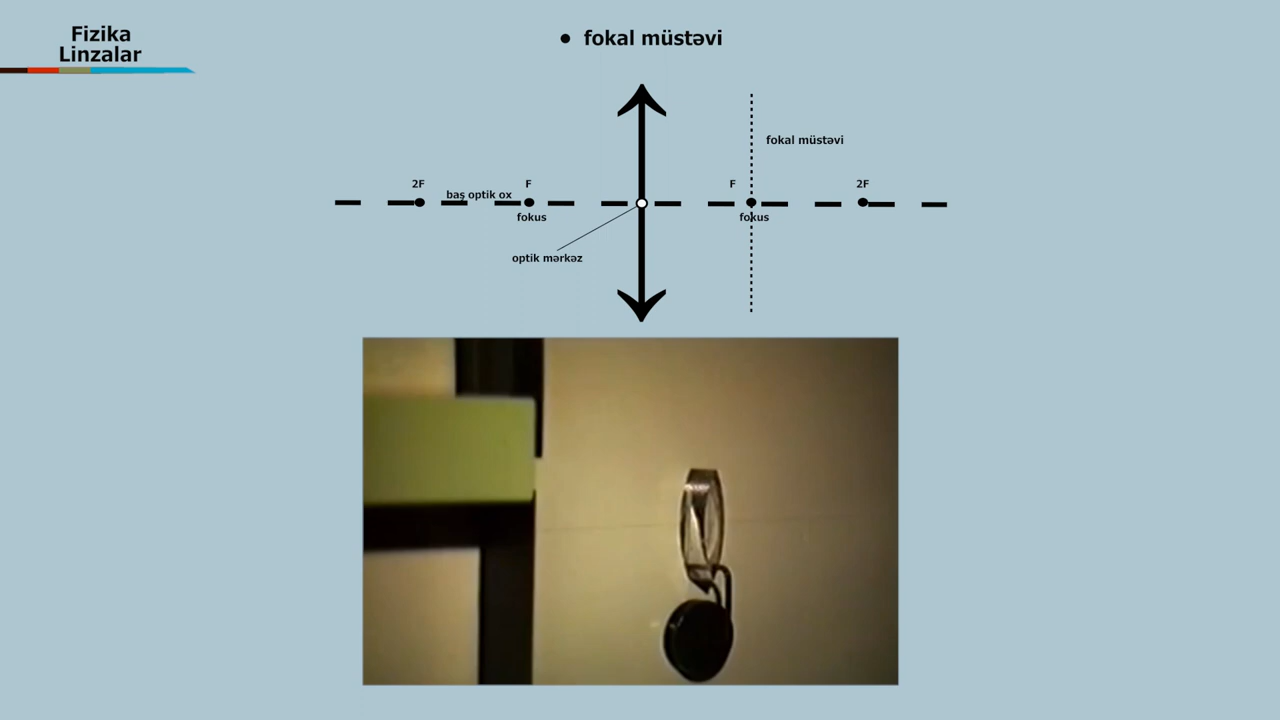 Fizika
Linzalar
• fokal müstəvi
fokal müstəvi
2F
baş optik ox
F
F
2F
fokus
fokus
optik mərkəz